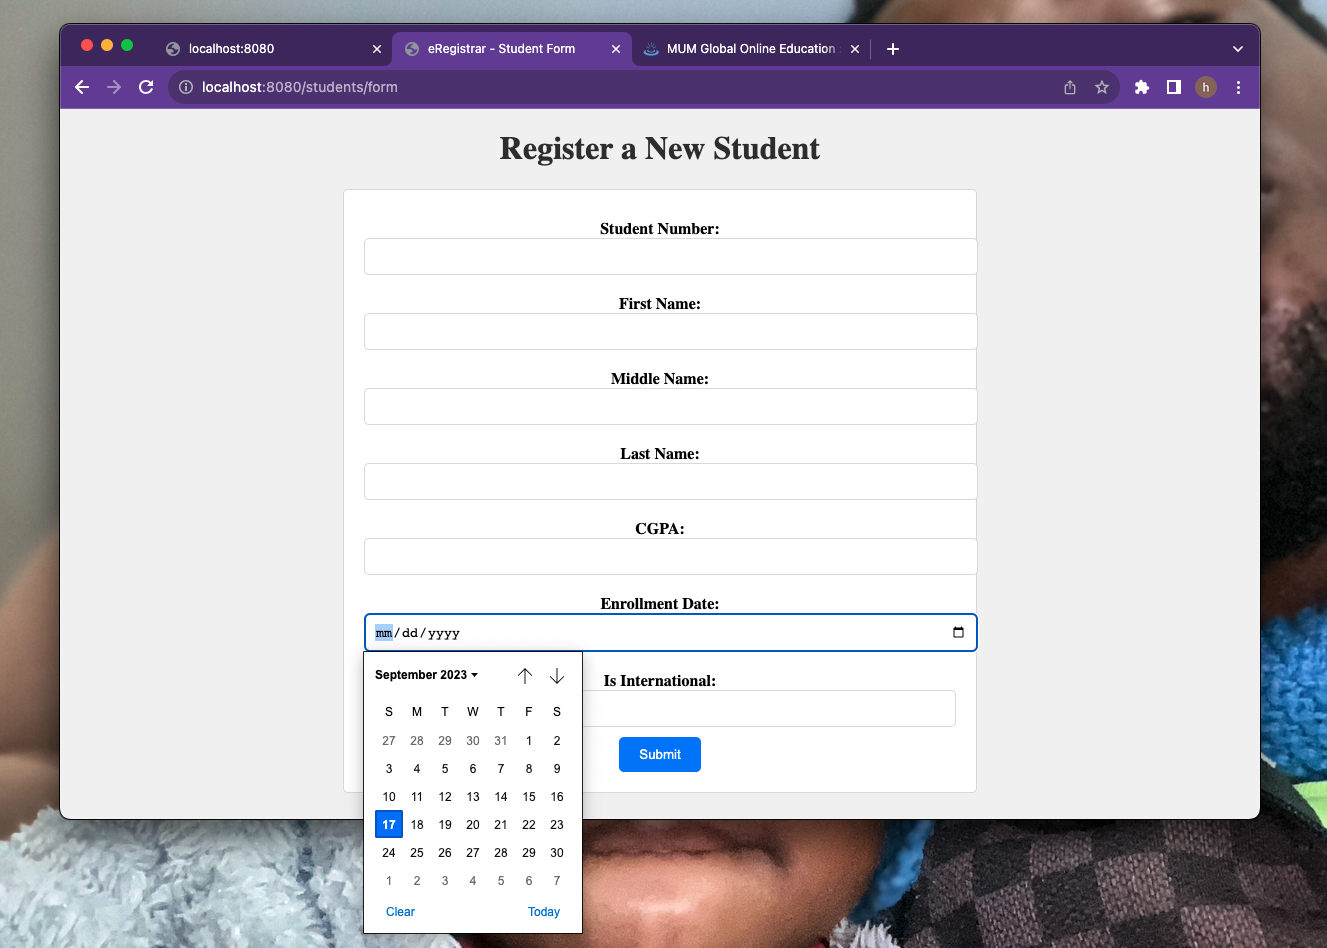 localhost:8080
eRegistrar - Student Form
MUM Global Online Education
localhost:8080/students/form
h
Register a New Student
Student Number:
First Name:
Middle Name:
Last Name:
CGPA:
Enrollment Date:
mm/dd/yyyy
Is International:
Submit
September 2023
S M T W T F S
27 28 29 30 31 1 2
3 4 5 6 7 8 9
10 11 12 13 14 15 16
17 18 19 20 21 22 23
24 25 26 27 28 29 30
1 2 3 4 5 6 7
Clear Today